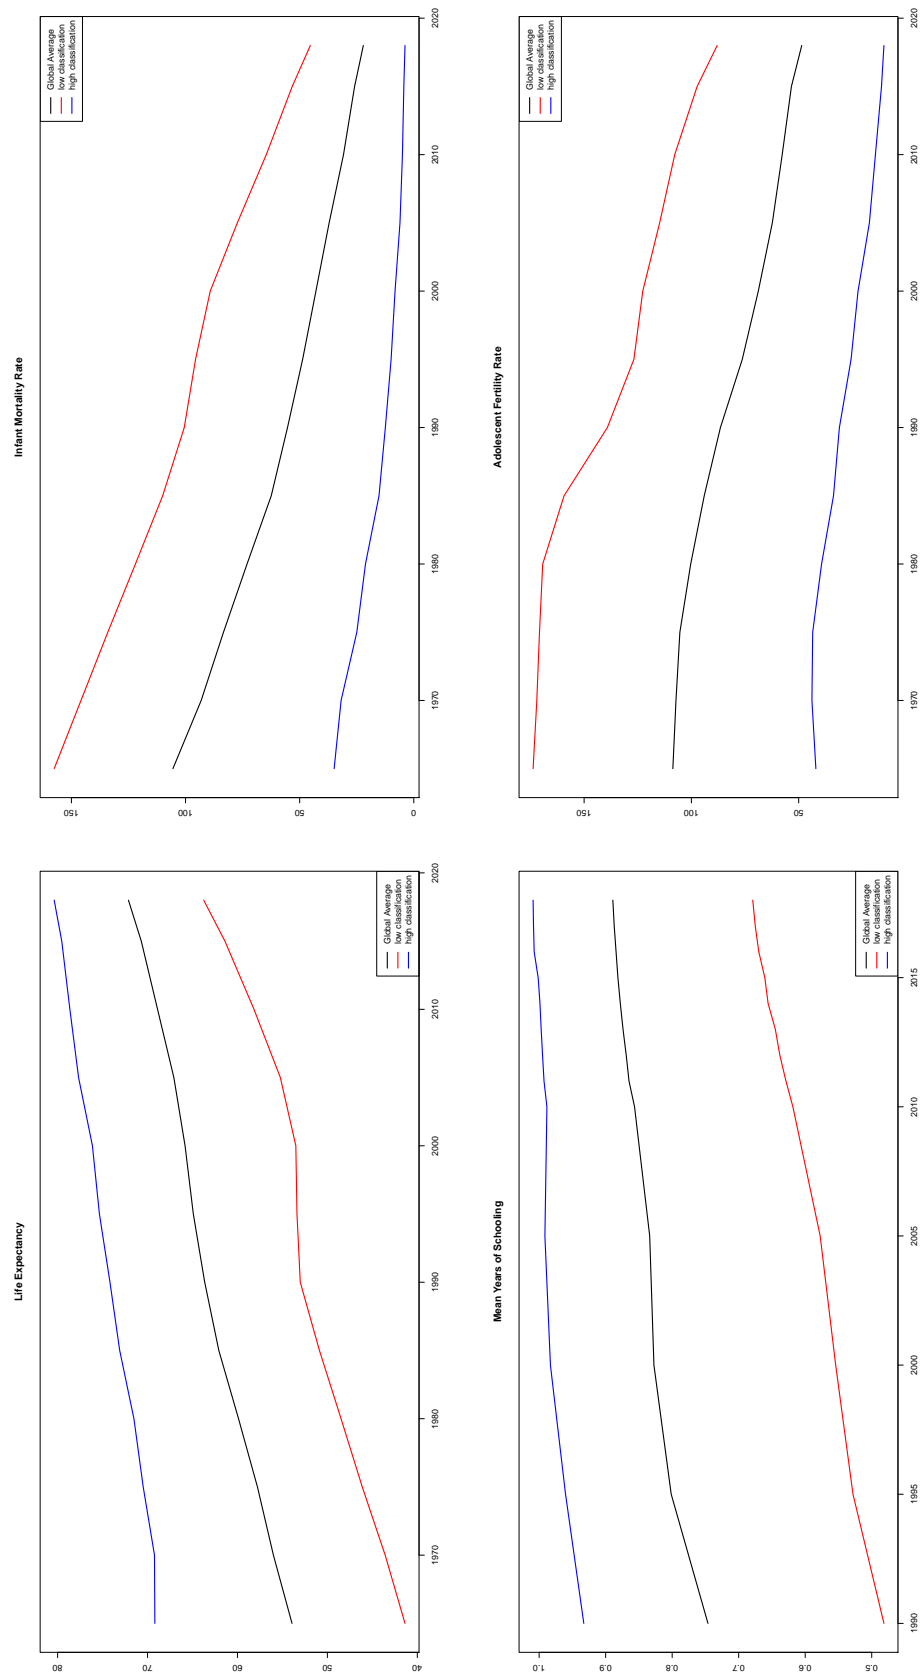 Life Expectancy
80
70
60
50
40
Global Average
low classification
high classification
1970
1980
1990
2000
2010
2020
Infant Mortality Rate
Global Average
low classification
high classification
150
100
50
0
1970
1980
1990
2000
2010
2020
Mean Years of Schooling
1.0
0.9
0.8
0.7
0.6
0.5
Global Average
low classification
high classification
1990
1995
2000
2005
2010
2015
Adolescent Fertility Rate
Global Average
low classification
high classification
150
100
50
1970
1980
1990
2000
2010
2020